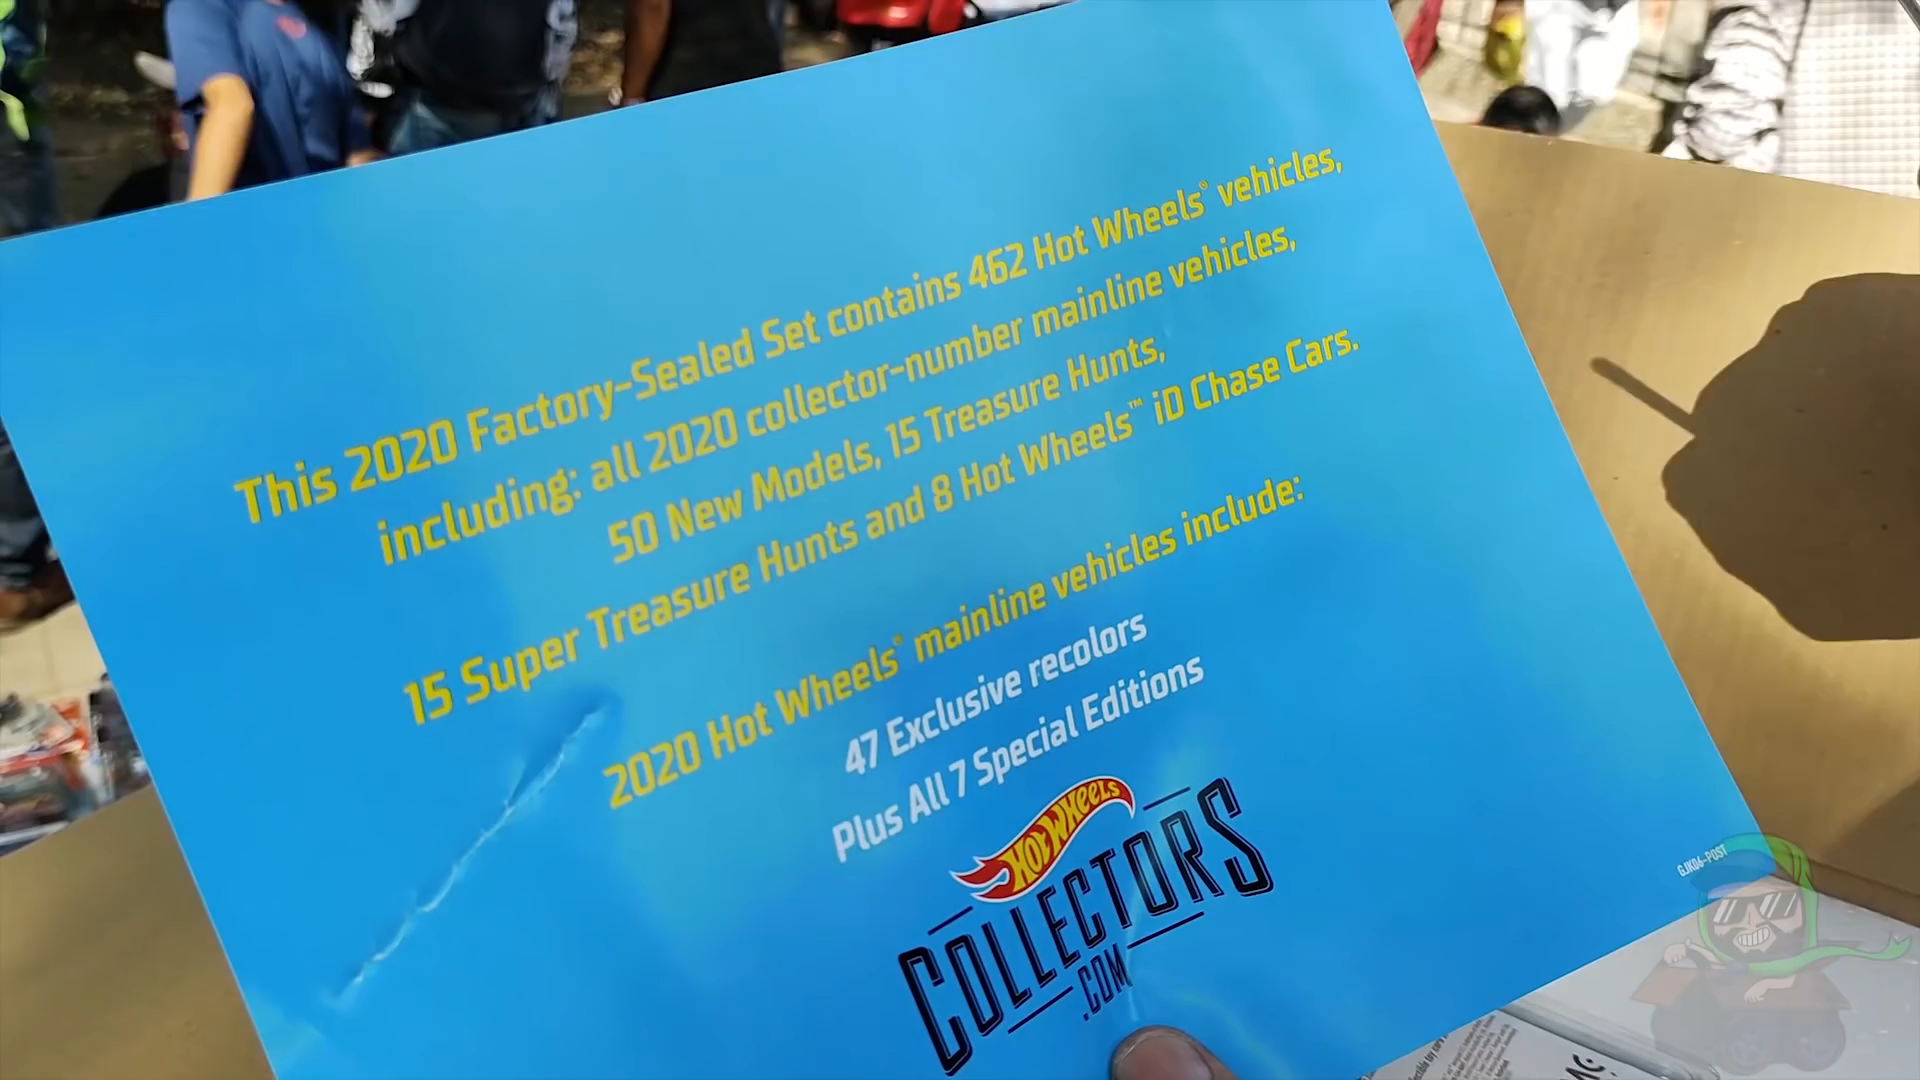 This 2020 Factory-Sealed Set contains 462 Hot Wheels® vehicles,
including: all 2020 collector-number mainline vehicles,
50 New Models, 15 Treasure Hunts,
15 Super Treasure Hunts and 8 Hot Wheels™ iD Chase Cars.
2020 Hot Wheels® mainline vehicles include:
47 Exclusive recolors
Plus All 7 Special Editions
HOT WHEELS
COLLECTORS
.COM
GJK06-POST